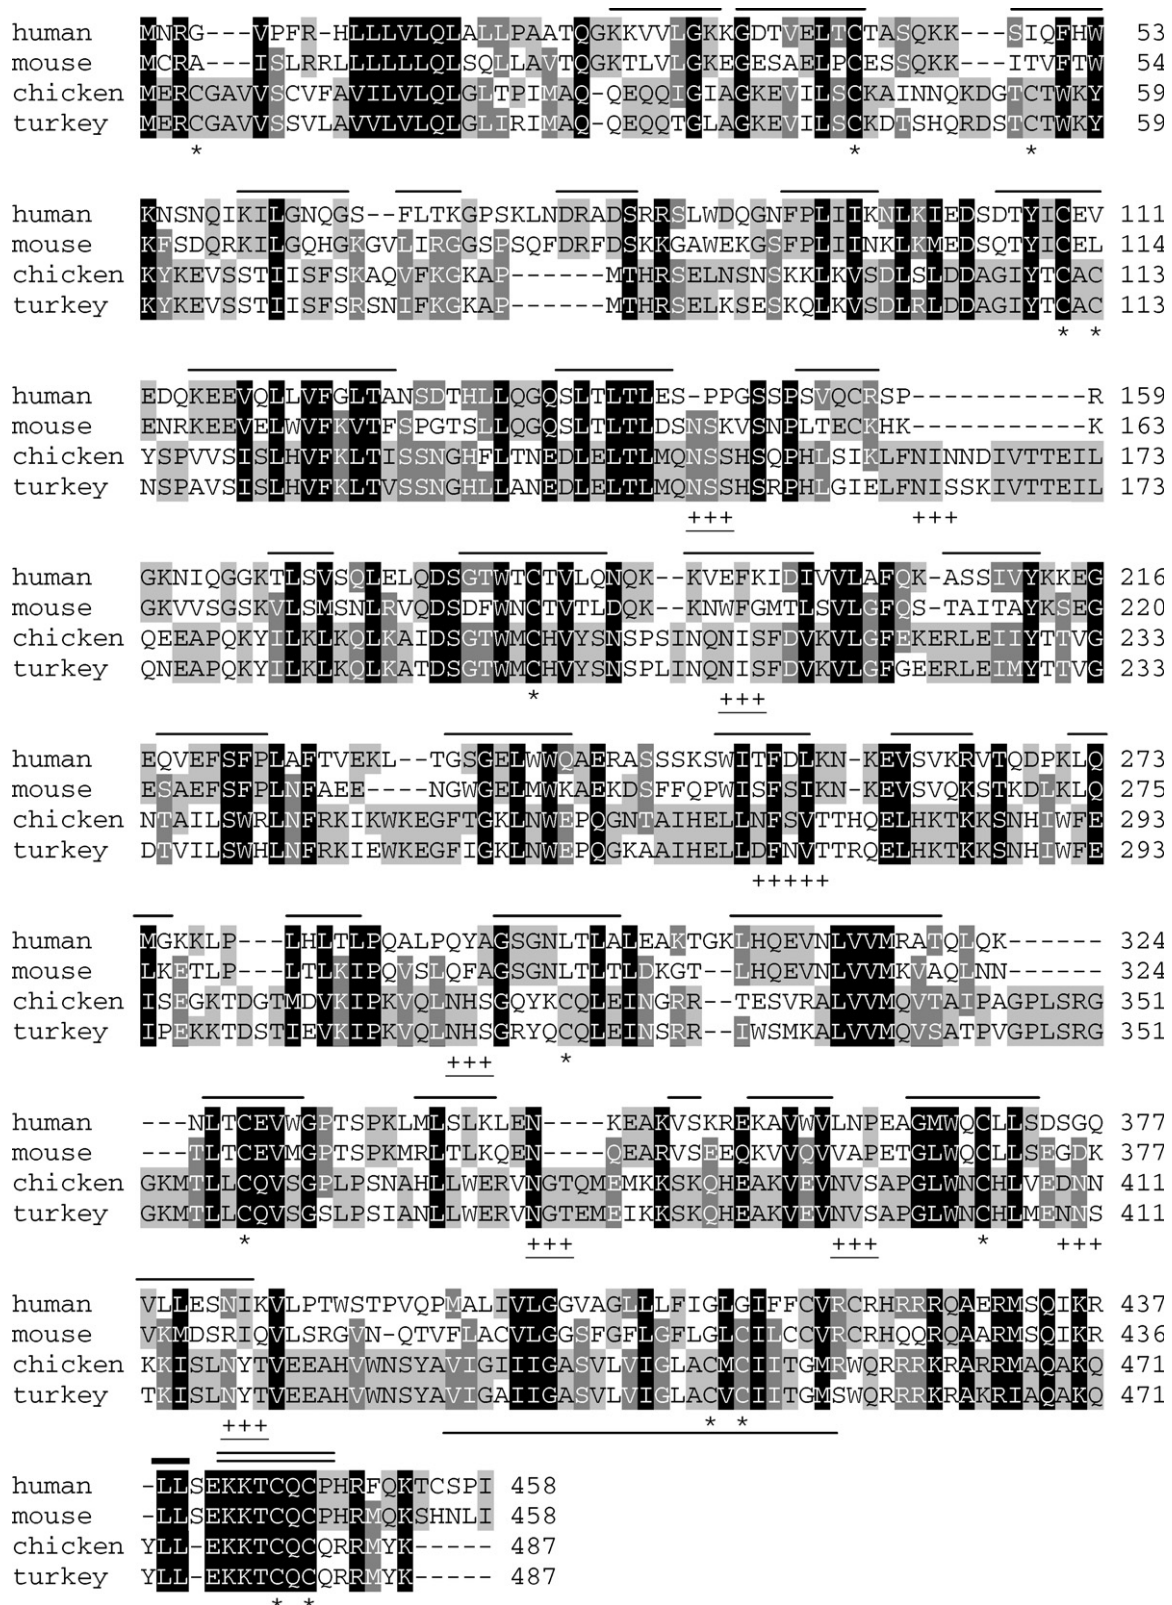 human MNRG---VPFR-HLLLVLQLALLPAATQGKKVVLGKKGDTVELTCTASQKK---SIQFHW 53
mouse MCRA---ISLRRLLLLLLQLSQLLAVTQGKTLVLGKEGESAELPCESSQKK---ITVFTW 54
chicken MERCGAVVSCVFAVILVLQLGLTPIMAQ-QEQQIGIAGKEVILSCKAINNQKDGTCTWKY 59
turkey MERCGAVVSSVLAVVLVLQLGLIRIMAQ-QEQQTGLAGKEVILSCKDTSHQRDSTCTWKY 59
* * *
human KNSNQIKILGNQGS--FLTKGPSKLNDRADSRRSLWDQGNFPLIIKNLKIEDSDTYICEV 111
mouse KFSDQRKILGQHGKGVLIRGGSPSQFDRFDSKKGAWEKGSFPLIINKLKMEDSQTYICEL 114
chicken KYKEVSSTIISFSKAQVFKGKAP------MTHRSELNSNSKKLKVSDLSLDDAGIYTCAC 113
turkey KYKEVSSTIISFSRSNIFKGKAP------MTHRSELKSESKQLKVSDLRLDDAGIYTCAC 113
* *
human EDQKEEVQLLVFGLTANSDTHLLQGQSLTLTLES-PPGSSPSVQCRSP------------R 159
mouse ENRKEEVELWVFKVTFSPGTSLLQGQSLTLTLDSNSKVSNPLTECKHK------------K 163
chicken YSPVVSISLHVFKLTISSNGHFLTNEDLELTLMQNSSHSQPHLSIKLFNINNDIVTTEIL 173
turkey NSPAVSISLHVFKLTVSSNGHLLANEDLELTLMQNSSHSRPHLGIELFNISSKIVTTEIL 173
+++ +++
human GKNIQGGKTLSVSQLELQDSGTWTCTVLQNQK--KVEFKIDIVVLAFQK-ASSIVYKKEG 216
mouse GKVVSGSKVLSMSNLRVQDSDFWNCTVTLDQK--KNWFGMTLSVLGFQS-TAITAYKSEG 220
chicken QEEAPQKYILKLKQLKAIDSGTWMCHVYSNSPSINQNISFDVKVLGFEKERLEIIYTTVG 233
turkey QNEAPQKYILKLKQLKATDSGTWMCHVYSNSPLINQNISFDVKVLGFGEERLEIMYTTVG 233
* +++
human EQVEFSFPLAFTVEKL--TGSGELWWQAERASSSKSWITFDLKN-KEVSVKRVTQDPKLQ 273
mouse ESAEFSFPLNFAEE----NGWGELMWKAEKDSFFQPWISFSIKN-KEVSVQKSTKDLKLQ 275
chicken NTAILSWRLNFRKIKWKEGFTGKLNWEPQGNTAIHELLNFSVTTHQELHKTKKSNHIWFE 293
turkey DTVILSWHLNFRKIEWKEGFIGKLNWEPQGKAAIHELLDFNVTTRQELHKTKKSNHIWFE 293
+++++
human MGKKLP---LHLTLPQALPQYAGSGNLTLALEAKTGKLHQEVNLVVMRATQLQK------ 324
mouse LKETLP---LTLKIPQVSLQFAGSGNLTLTLDKGT--LHQEVNLVVMKVAQLNN------ 324
chicken ISEGKTDGTMDVKIPKVQLNHSGQYKCQLEINGRR--TESVRALVVMQVTAIPAGPLSRG 351
turkey IPEKKTDSTIEVKIPKVQLNHSGRYQCQLEINSRR--IWSMKALVVMQVSATPVGPLSRG 351
+++ *
human ---NLTCEVWGPTSPKLMLSLKLEN----KEAKVSKREKAVWVLNPEAGMWQCLLSDSGQ 377
mouse ---TLTCEVMGPTSPKMRLTLKQEN----QEARVSEEQKVVQVVAPETGLWQCLLSEGDK 377
chicken GKMTLLCQVSGPLPSNAHLLWERVNGTQMEMKKSKQHEAKVEVNVSAPGLWNCHLVEDNN 411
turkey GKMTLLCQVSGSLPSIANLLWERVNGTEMEIKKSKQHEAKVEVNVSAPGLWNCHLMENNS 411
* +++ +++ * +++
human VLLESNIKVLPTWSTPVQPMALIVLGGVAGLLLFIGLGIFFCVRCRHRRRQAERMSQIKR 437
mouse VKMDSRIQVLSRGVN-QTVFLACVLGGSFGFLGFLGLCILCCVRCRHQQRQAARMSQIKR 436
chicken KKISLNYTVEEAHVWNSYAVIGIIIGASVLVIGLACMCIITGMRWQRRRKRARRMAQAKQ 471
turkey TKISLNYTVEEAHVWNSYAVIGAIIGASVLVIGLACVCIITGMSWQRRRKRAKRIAQAKQ 471
+++ * *
human -LLSEKKTCQCPHRFQKTCSPI 458
mouse -LLSEKKTCQCPHRMQKSHNLI 458
chicken YLL-EKKTCQCQRRMYK----- 487
turkey YLL-EKKTCQCQRRMYK----- 487
* *